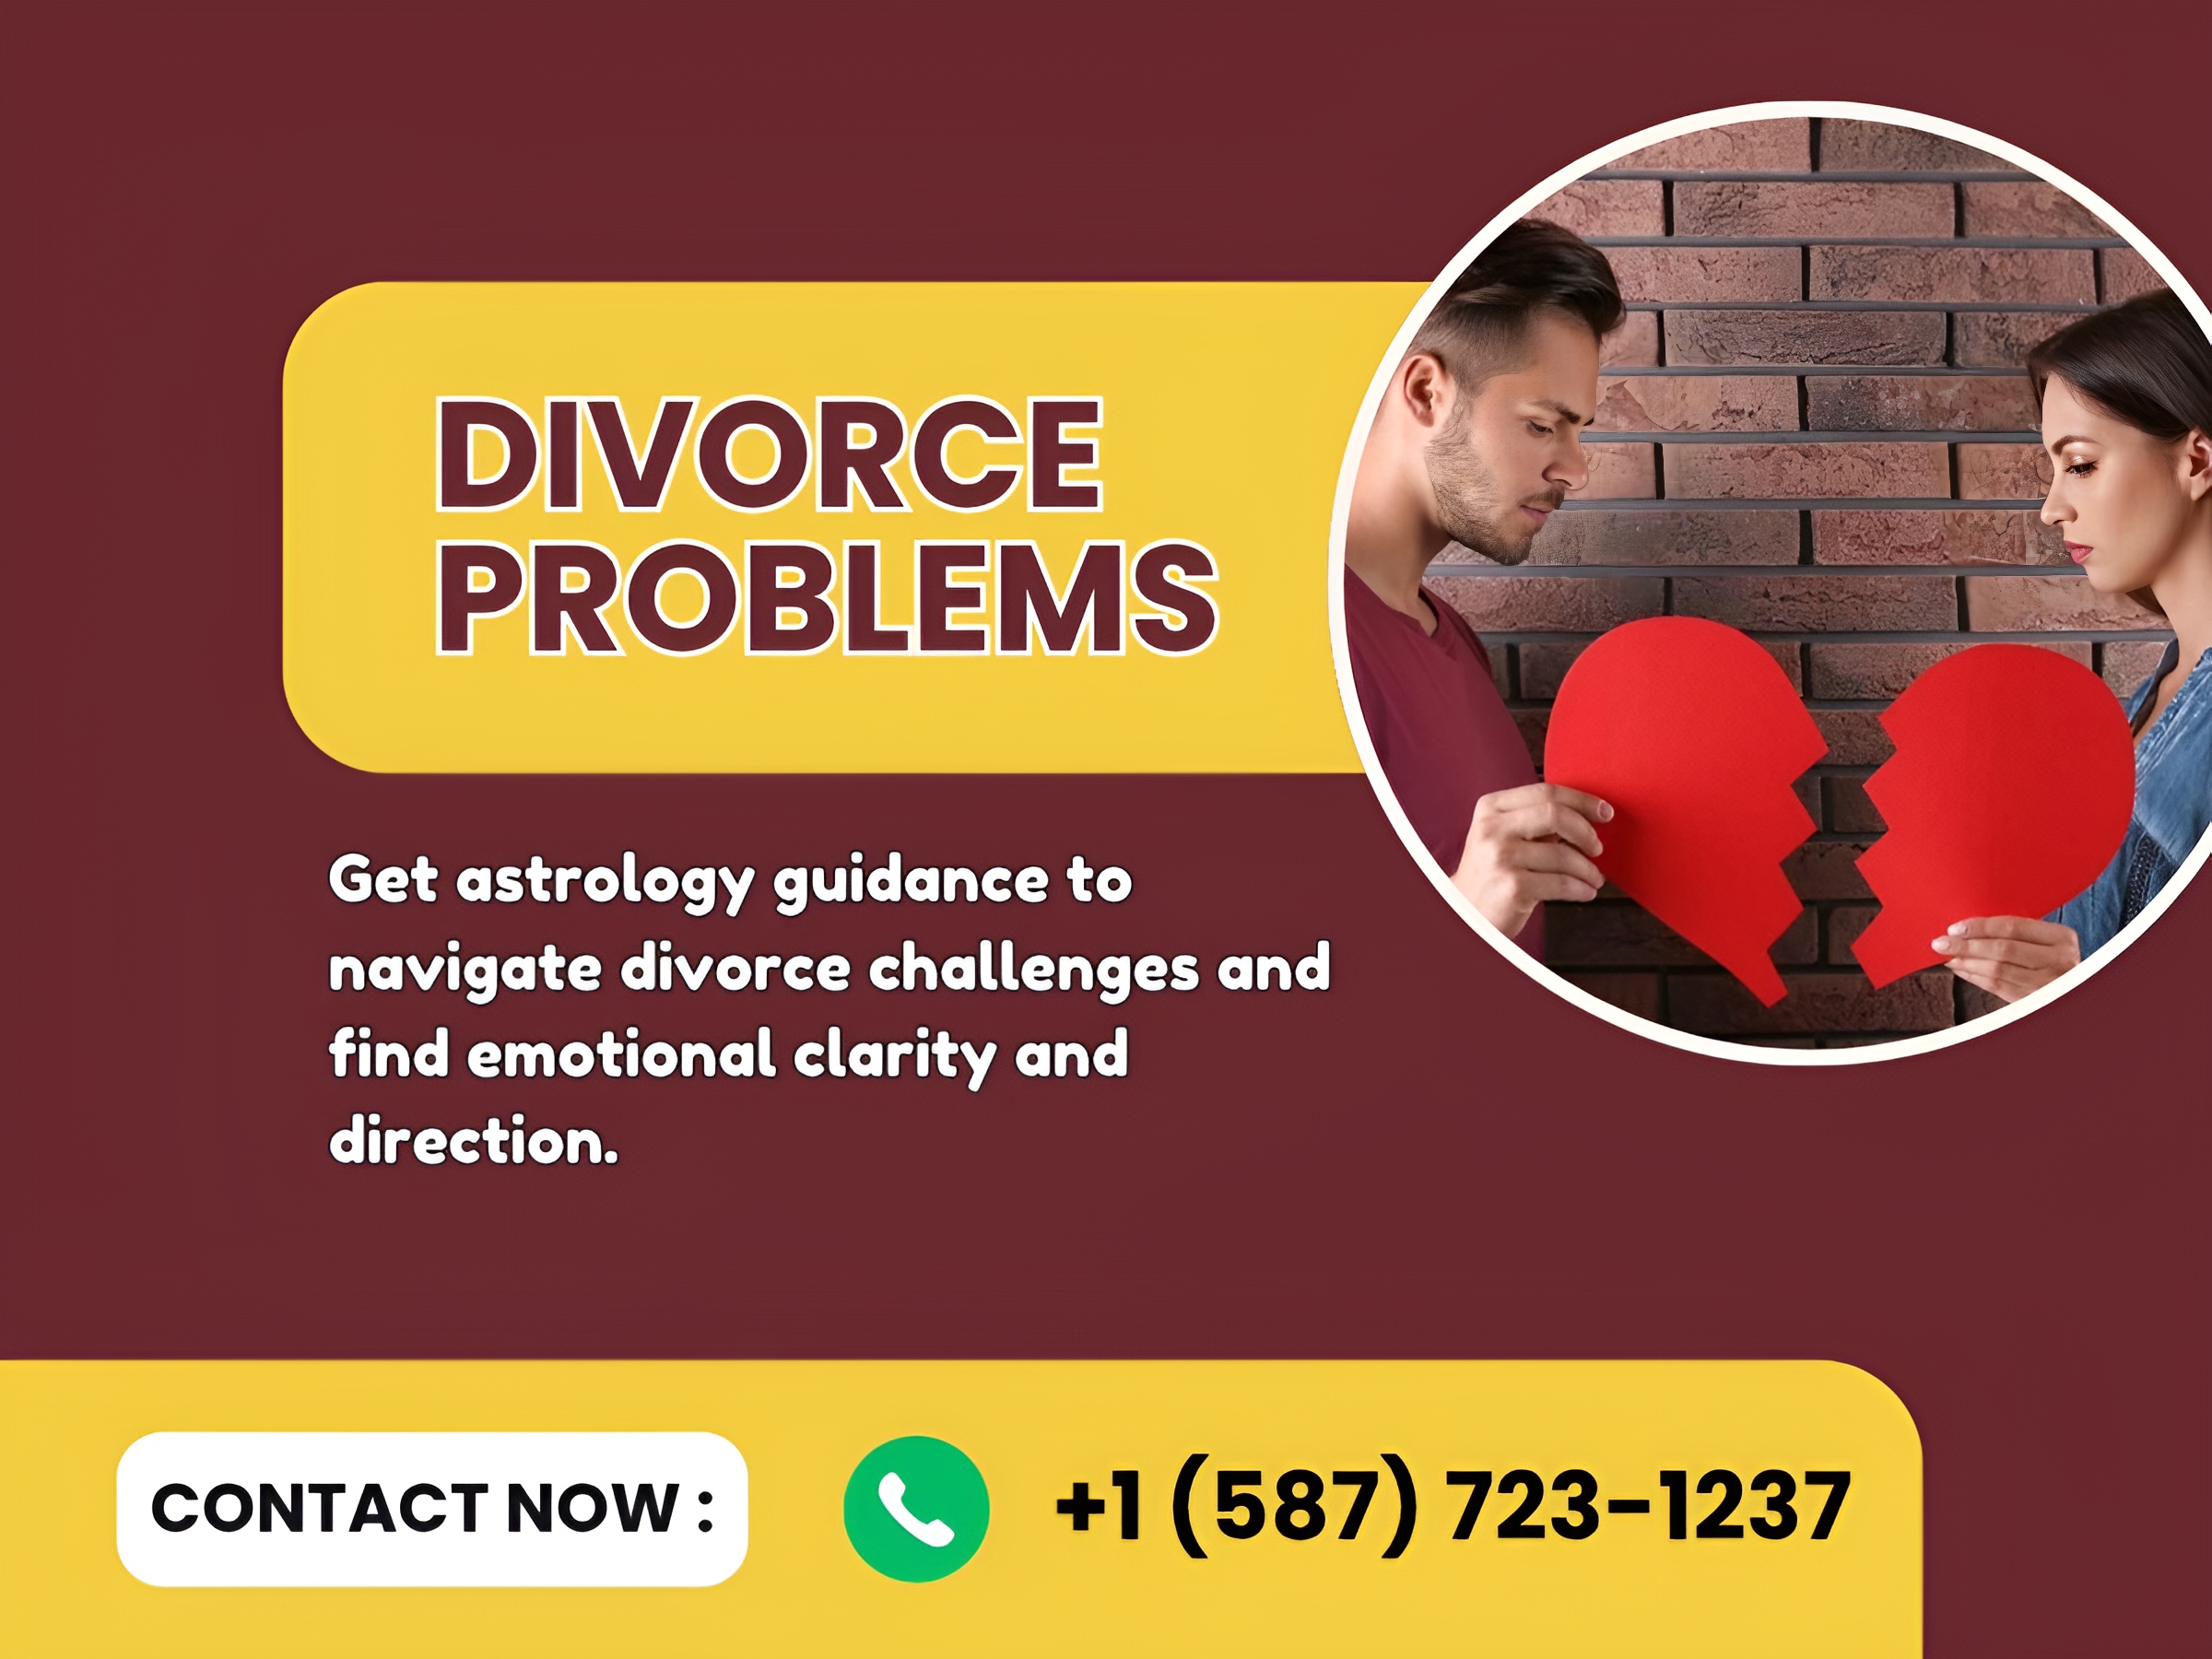 DIVORCE
PROBLEMS
Get astrology guidance to
navigate divorce challenges and
find emotional clarity and
direction.
CONTACT NOW :
+1 (587) 723-1237